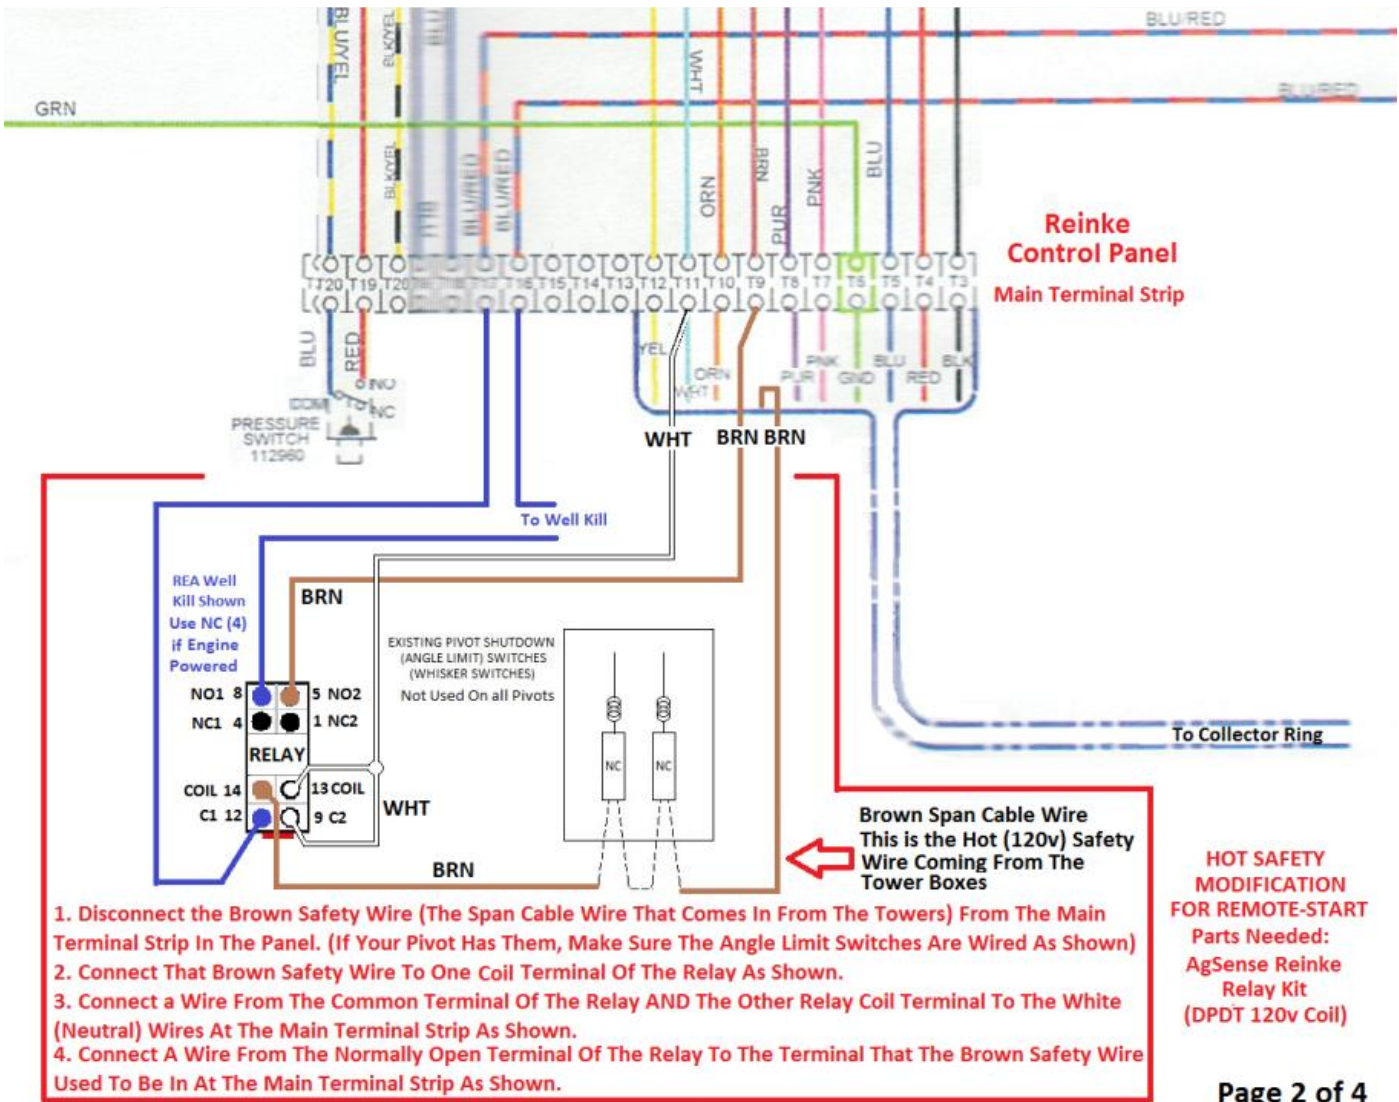 BLU/RED
BLU/YEL
BLK/YEL
BLU
WHT
BLU/RED
GRN
BLK/YEL
BLU/RED
BLU/RED
ORN
BRN
PUR
PNK
BLU
BLU
Reinke
Control Panel
Main Terminal Strip
T20 T19 T20 T18 T18 T17 T16 T15 T14 T13 T12 T11 T10 T9 T8 T7 T6 T5 T4 T3
BLU
RED
NO
COM
NC
PRESSURE
SWITCH
112960
YEL
WHT
ORN
PUR
PNK
GND
BLU
RED
BLK
WHT BRN BRN
To Well Kill
REA Well
Kill Shown
Use NC (4)
if Engine
Powered
BRN
EXISTING PIVOT SHUTDOWN
(ANGLE LIMIT) SWITCHES
(WHISKER SWITCHES)
Not Used On all Pivots
NO1 8 5 NO2
NC1 4 1 NC2
RELAY
COIL 14 13 COIL
C1 12 9 C2
WHT
NC NC
BRN
To Collector Ring
Brown Span Cable Wire
This is the Hot (120v) Safety
Wire Coming From The
Tower Boxes
1. Disconnect the Brown Safety Wire (The Span Cable Wire That Comes In From The Towers) From The Main
Terminal Strip In The Panel. (If Your Pivot Has Them, Make Sure The Angle Limit Switches Are Wired As Shown)
2. Connect That Brown Safety Wire To One Coil Terminal Of The Relay As Shown.
3. Connect a Wire From The Common Terminal Of The Relay AND The Other Relay Coil Terminal To The White
(Neutral) Wires At The Main Terminal Strip As Shown.
4. Connect A Wire From The Normally Open Terminal Of The Relay To The Terminal That The Brown Safety Wire
Used To Be In At The Main Terminal Strip As Shown.
HOT SAFETY
MODIFICATION
FOR REMOTE-START
Parts Needed:
AgSense Reinke
Relay Kit
(DPDT 120v Coil)
Page 2 of 4